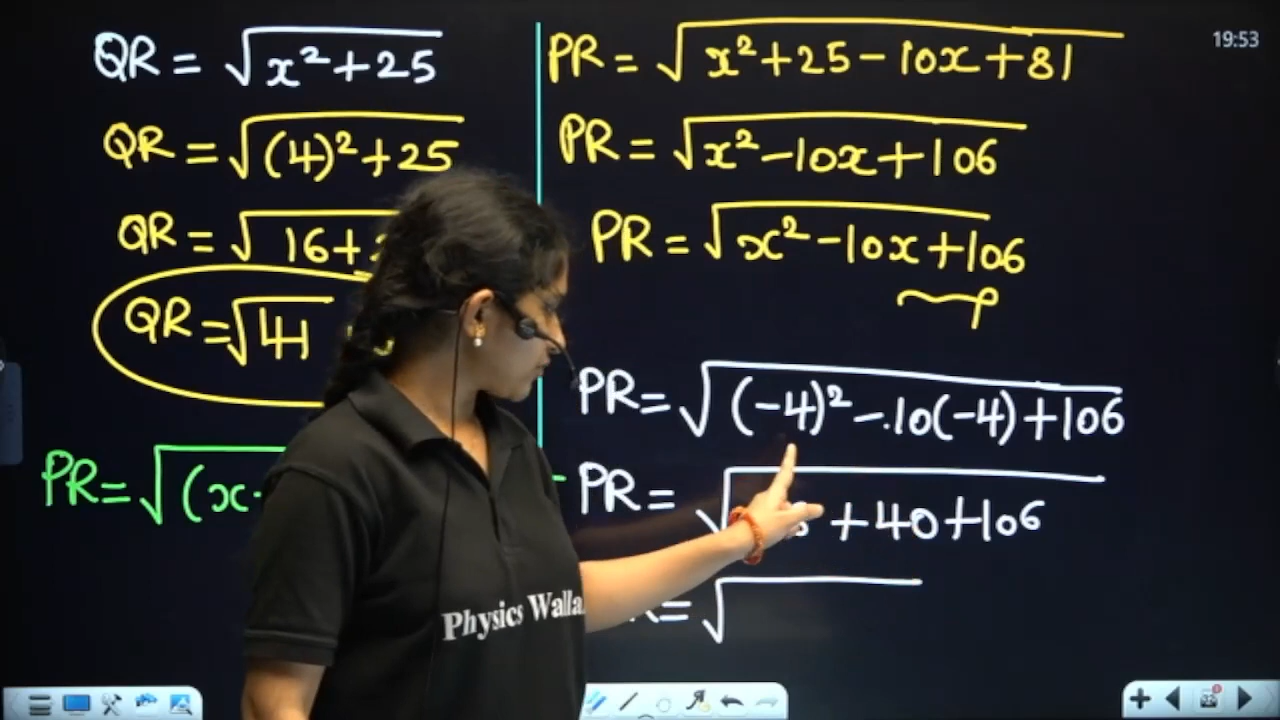 QR = √x²+25
QR = √(4)²+25
QR = √16+
QR = √41
PR = √(x-
PR = √x²+25-10x+81
PR = √x²-10x+106
PR = √x²-10x+106
PR = √(-4)²-10(-4)+106
PR = √ +40+106
= √
19:53
Physics Walla